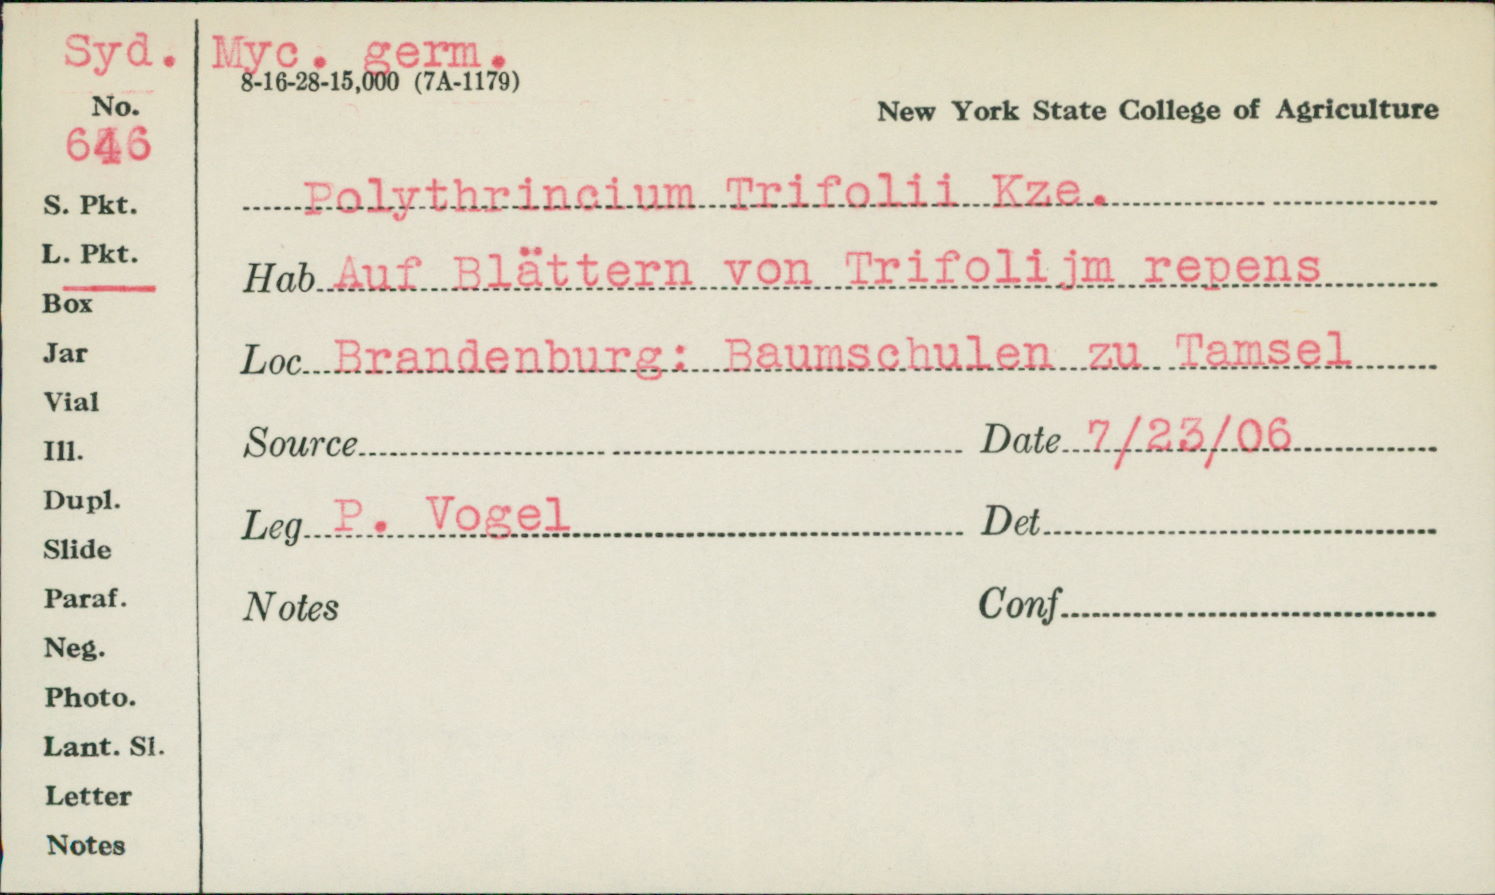 Syd. Myc. germ.
8-16-28-15,000 (7A-1179)
No.
New York State College of Agriculture
646
Polythrincium Trifolii Kze.
S. Pkt.
L. Pkt.
Hab Auf Blättern von Trifolijm repens
Box
Jar
Loc Brandenburg: Baumschulen zu Tamsel
Vial
Ill.
Source Date 7/23/06
Dupl.
Leg P. Vogel Det
Slide
Paraf.
Notes Conf
Neg.
Photo.
Lant. Sl.
Letter
Notes